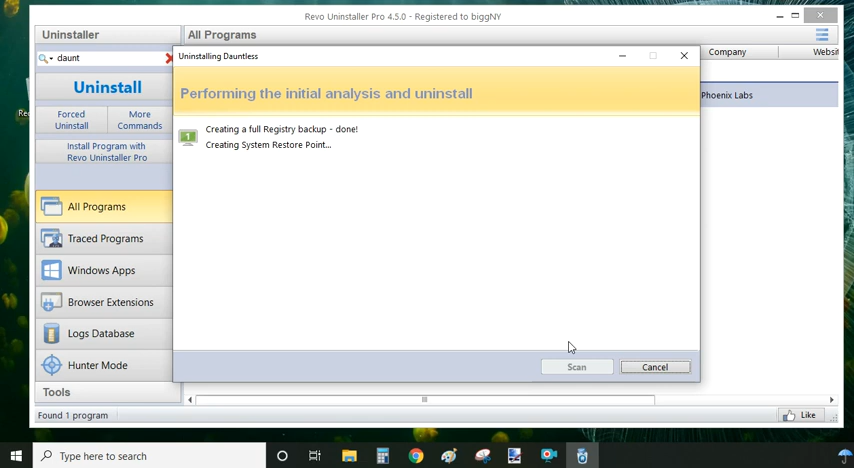 Revo Uninstaller Pro 4.5.0 - Registered to biggNY
Uninstaller
All Programs
daunt
Company
Uninstalling Dauntless
Uninstall
Performing the initial analysis and uninstall
Phoenix Labs
Forced
Uninstall
More
Commands
Creating a full Registry backup - done!
1
Creating System Restore Point...
Install Program with
Revo Uninstaller Pro
All Programs
Traced Programs
Windows Apps
Browser Extensions
Logs Database
Hunter Mode
Scan
Cancel
Tools
Found 1 program
Like
Type here to search